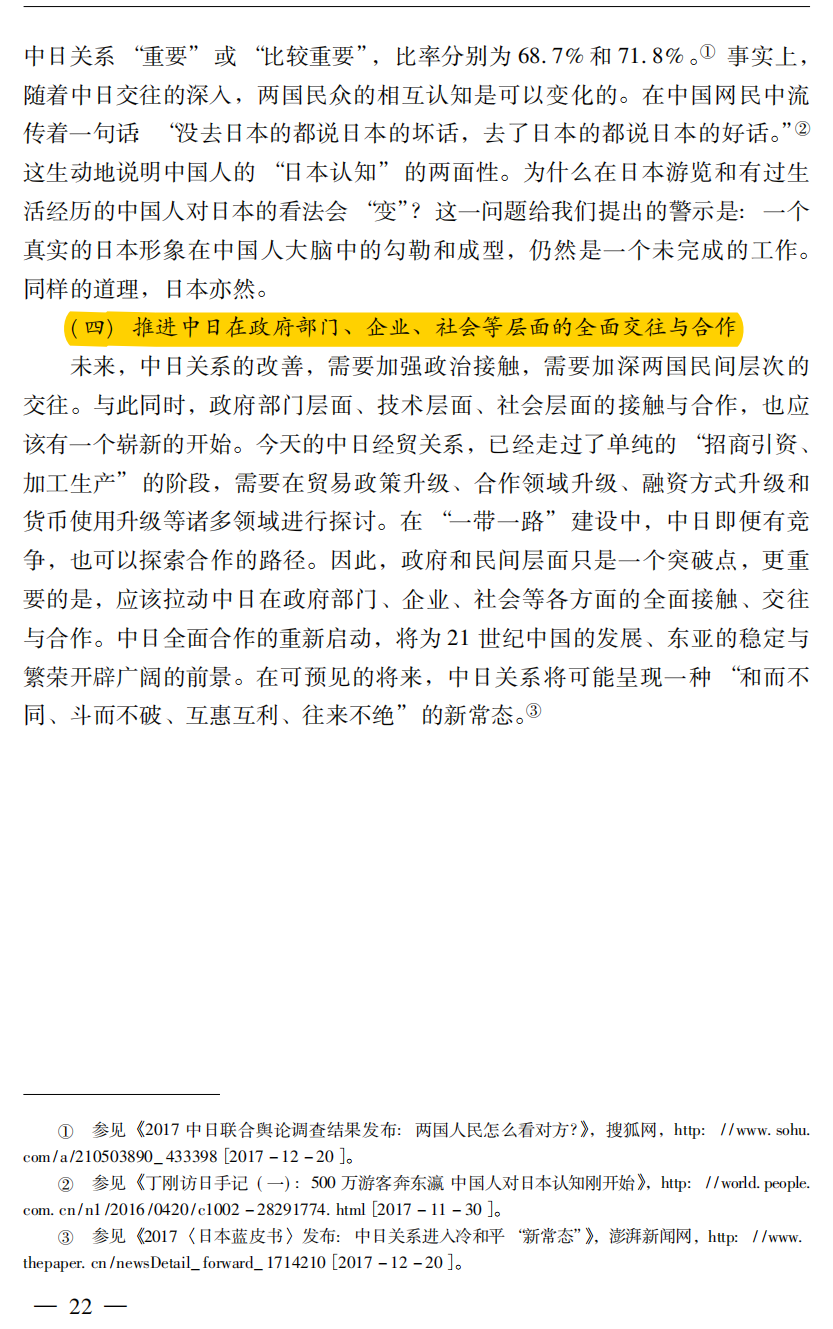 中日关系“重要”或“比较重要”，比率分别为 68.7% 和 71.8%。① 事实上，
随着中日交往的深入，两国民众的相互认知是可以变化的。在中国网民中流
传着一句话：“没去日本的都说日本的坏话，去了日本的都说日本的好话。”②
这生动地说明中国人的“日本认知”的两面性。为什么在日本游览和有过生
活经历的中国人对日本的看法会“变”？这一问题给我们提出的警示是：一个
真实的日本形象在中国人大脑中的勾勒和成型，仍然是一个未完成的工作。
同样的道理，日本亦然。
（四）推进中日在政府部门、企业、社会等层面的全面交往与合作
未来，中日关系的改善，需要加强政治接触，需要加深两国民间层次的
交往。与此同时，政府部门层面、技术层面、社会层面的接触与合作，也应
该有一个崭新的开始。今天的中日经贸关系，已经走过了单纯的“招商引资、
加工生产”的阶段，需要在贸易政策升级、合作领域升级、融资方式升级和
货币使用升级等诸多领域进行探讨。在“一带一路”建设中，中日即便有竞
争，也可以探索合作的路径。因此，政府和民间层面只是一个突破点，更重
要的是，应该拉动中日在政府部门、企业、社会等各方面的全面接触、交往
与合作。中日全面合作的重新启动，将为 21 世纪中国的发展、东亚的稳定与
繁荣开辟广阔的前景。在可预见的将来，中日关系将可能呈现一种“和而不
同、斗而不破、互惠互利、往来不绝”的新常态。③
① 参见《2017 中日联合舆论调查结果发布：两国人民怎么看对方？》，搜狐网，http：//www.sohu.
com/a/210503890_433398 [2017-12-20]。
② 参见《丁刚访日手记（一）：500 万游客奔东瀛 中国人对日本认知刚开始》，http：//world.people.
com.cn/n1/2016/0420/c1002-28291774.html [2017-11-30]。
③ 参见《2017〈日本蓝皮书〉发布：中日关系进入冷和平“新常态”》，澎湃新闻网，http：//www.
thepaper.cn/newsDetail_forward_1714210 [2017-12-20]。
— 22 —